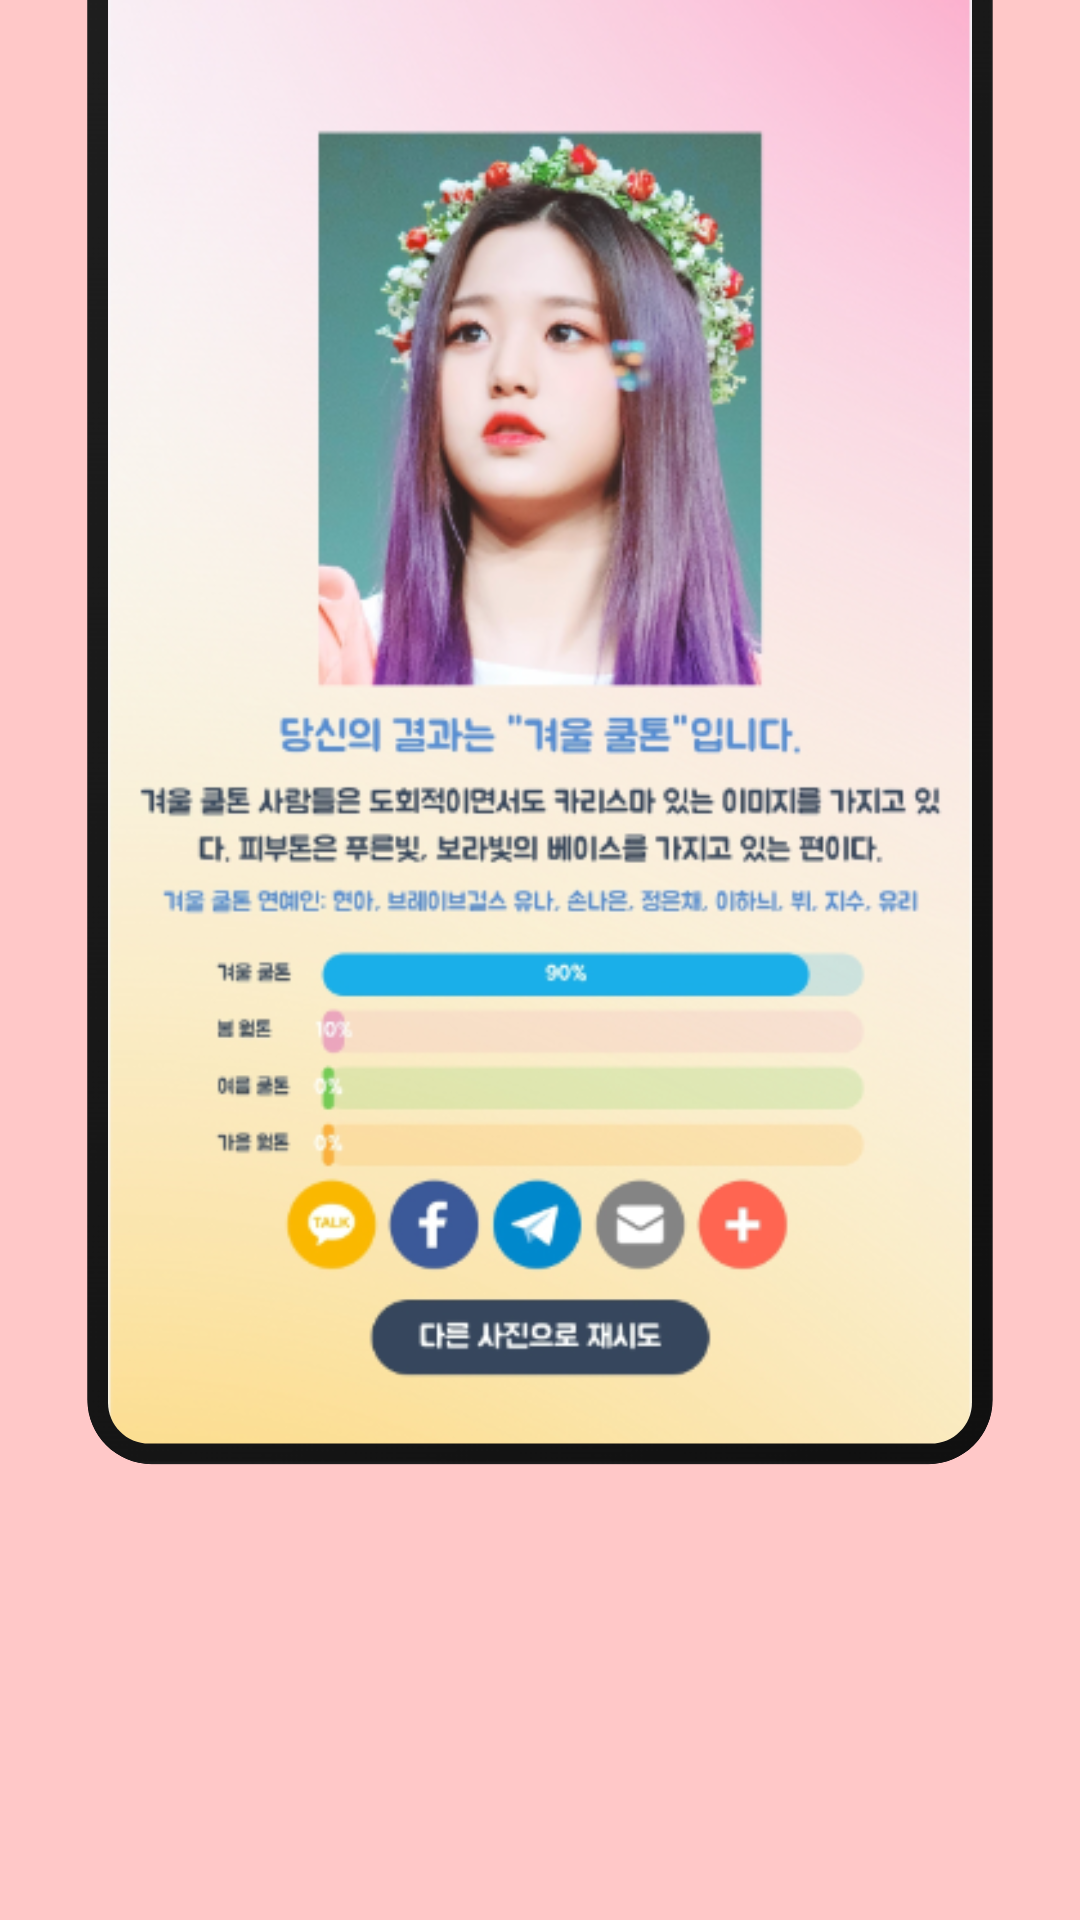 당신의 결과는 "겨울 쿨톤"입니다.
겨울 쿨톤 사람들은 도회적이면서도 카리스마 있는 이미지를 가지고 있
다. 피부톤은 푸른빛, 보라빛의 베이스를 가지고 있는 편이다.
겨울 쿨톤 연예인: 현아, 브레이브걸스 유나, 손나은, 정은채, 이하늬, 뷔, 지수, 유리
겨울 쿨톤 90%
봄 웜톤 10%
여름 쿨톤 0%
가을 웜톤 0%
TALK
다른 사진으로 재시도